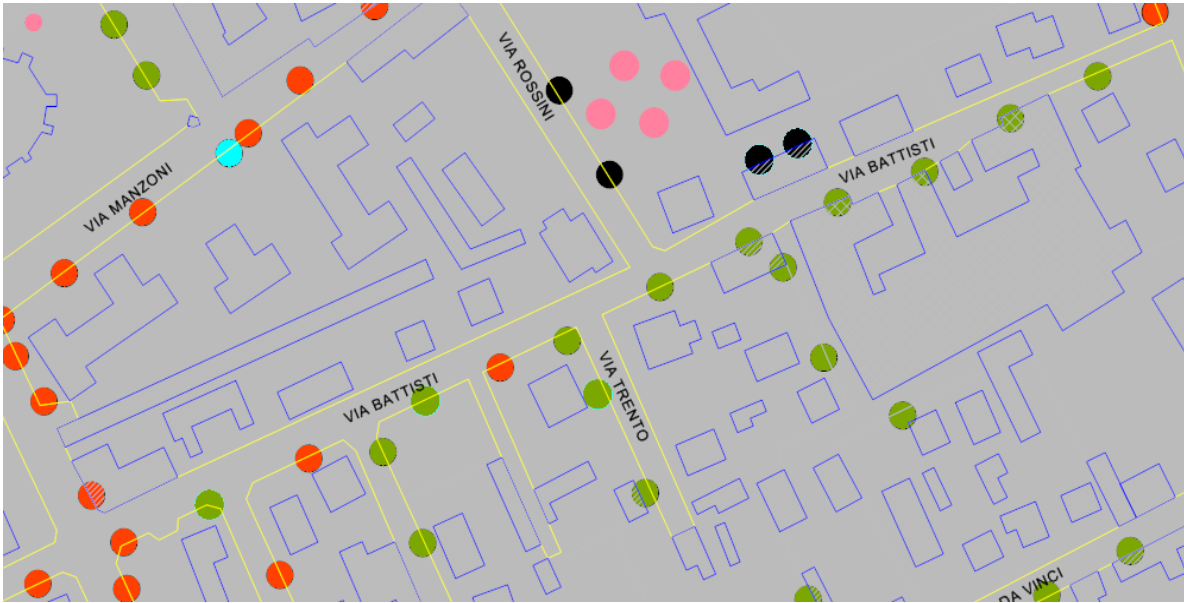 VIA ROSSINI
VIA MANZONI
VIA BATTISTI
VIA BATTISTI
VIA TRENTO
DA VINCI